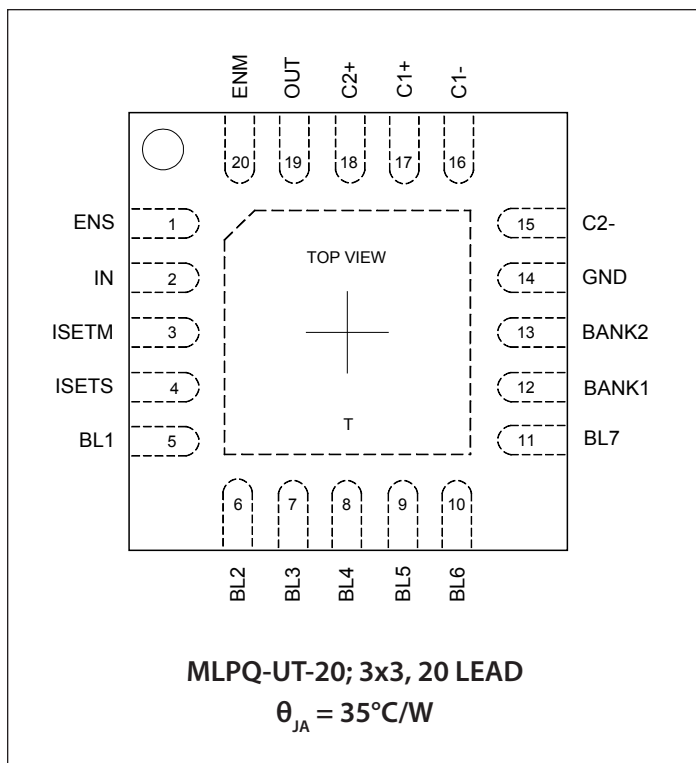 ENM OUT C2+ C1+ C1-
20 19 18 17 16
ENS 1 15 C2-
TOP VIEW
IN 2 14 GND
ISETM 3 13 BANK2
ISETS 4 12 BANK1
T
BL1 5 11 BL7
6 7 8 9 10
BL2 BL3 BL4 BL5 BL6
MLPQ-UT-20; 3x3, 20 LEAD
θJA = 35°C/W